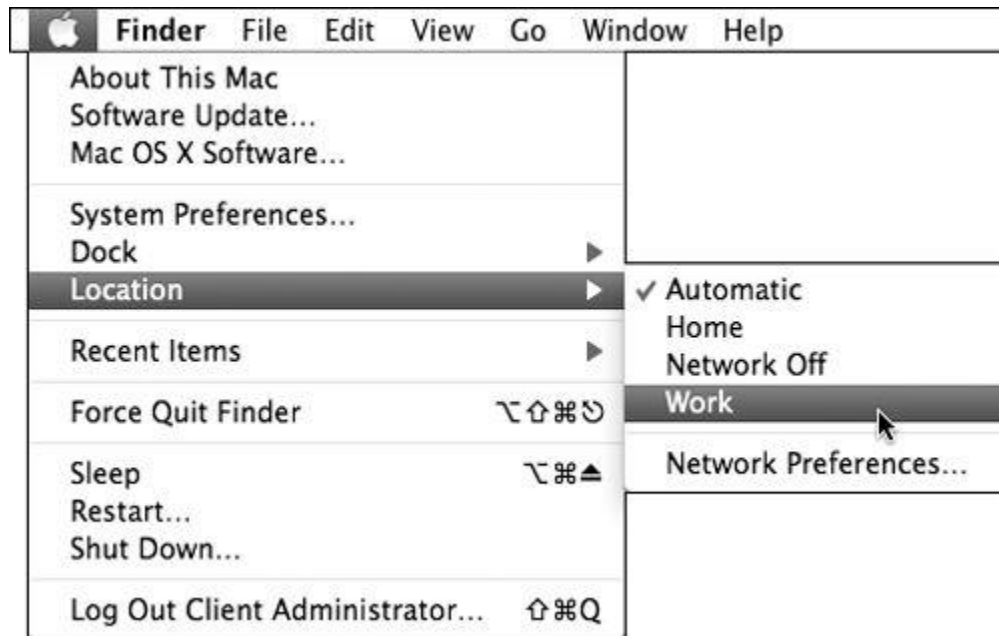 Finder File Edit View Go Window Help
About This Mac
Software Update...
Mac OS X Software...
System Preferences...
Dock
Location
Automatic
Home
Network Off
Work
Network Preferences...
Recent Items
Force Quit Finder ⌥⇧⌘⎋
Sleep ⌥⌘⏏
Restart...
Shut Down...
Log Out Client Administrator... ⇧⌘Q